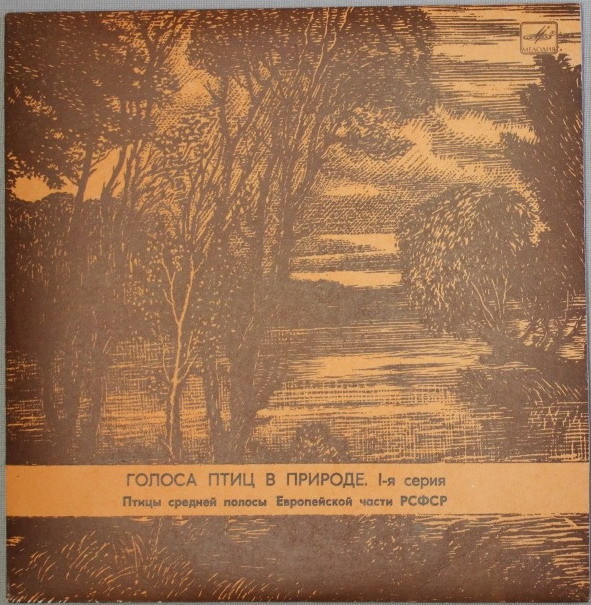 МЕЛОДИЯ
ГОЛОСА ПТИЦ В ПРИРОДЕ. I-я серия
Птицы средней полосы Европейской части РСФСР